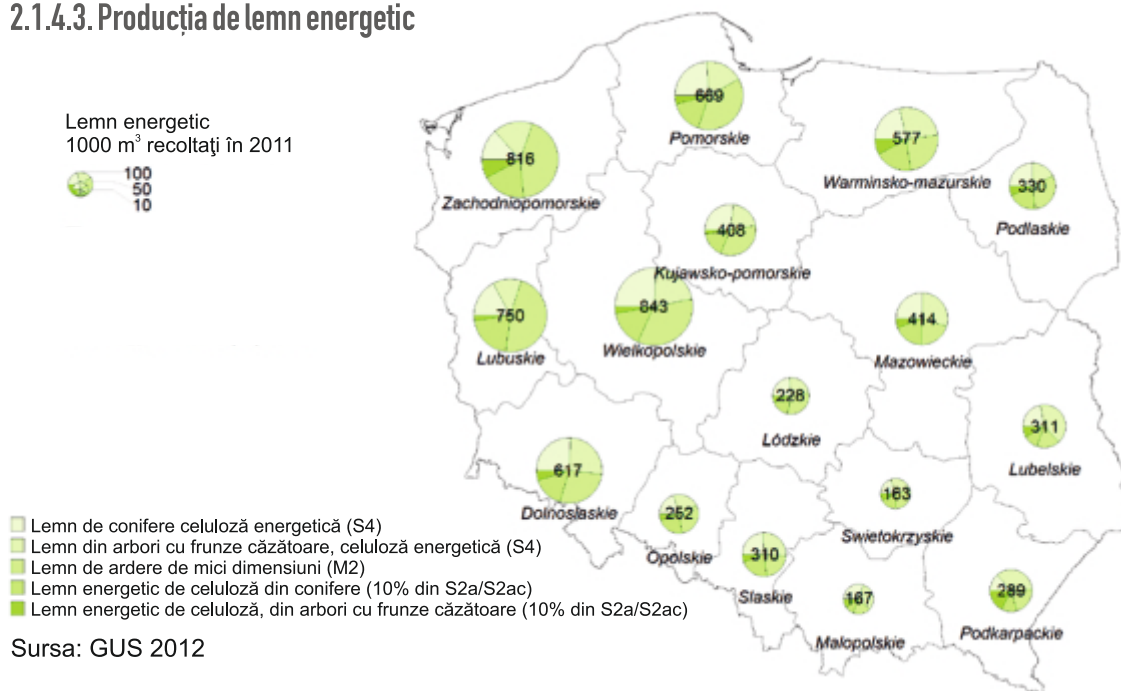 2.1.4.3. Producția de lemn energetic
Lemn energetic
1000 m³ recoltaţi în 2011
100
50
10
669
Pomorskie
577
Warminsko-mazurskie
816
Zachodniopomorskie
330
Podlaskie
408
Kujawsko-pomorskie
750
Lubuskie
843
Wielkopolskie
414
Mazowieckie
228
Lódzkie
311
Lubelskie
617
Dolnoslaskie
252
Opolskie
163
Swietokrzyskie
310
Slaskie
167
Malopolskie
289
Podkarpackie
Lemn de conifere celuloză energetică (S4)
Lemn din arbori cu frunze căzătoare, celuloză energetică (S4)
Lemn de ardere de mici dimensiuni (M2)
Lemn energetic de celuloză din conifere (10% din S2a/S2ac)
Lemn energetic de celuloză, din arbori cu frunze căzătoare (10% din S2a/S2ac)
Sursa: GUS 2012